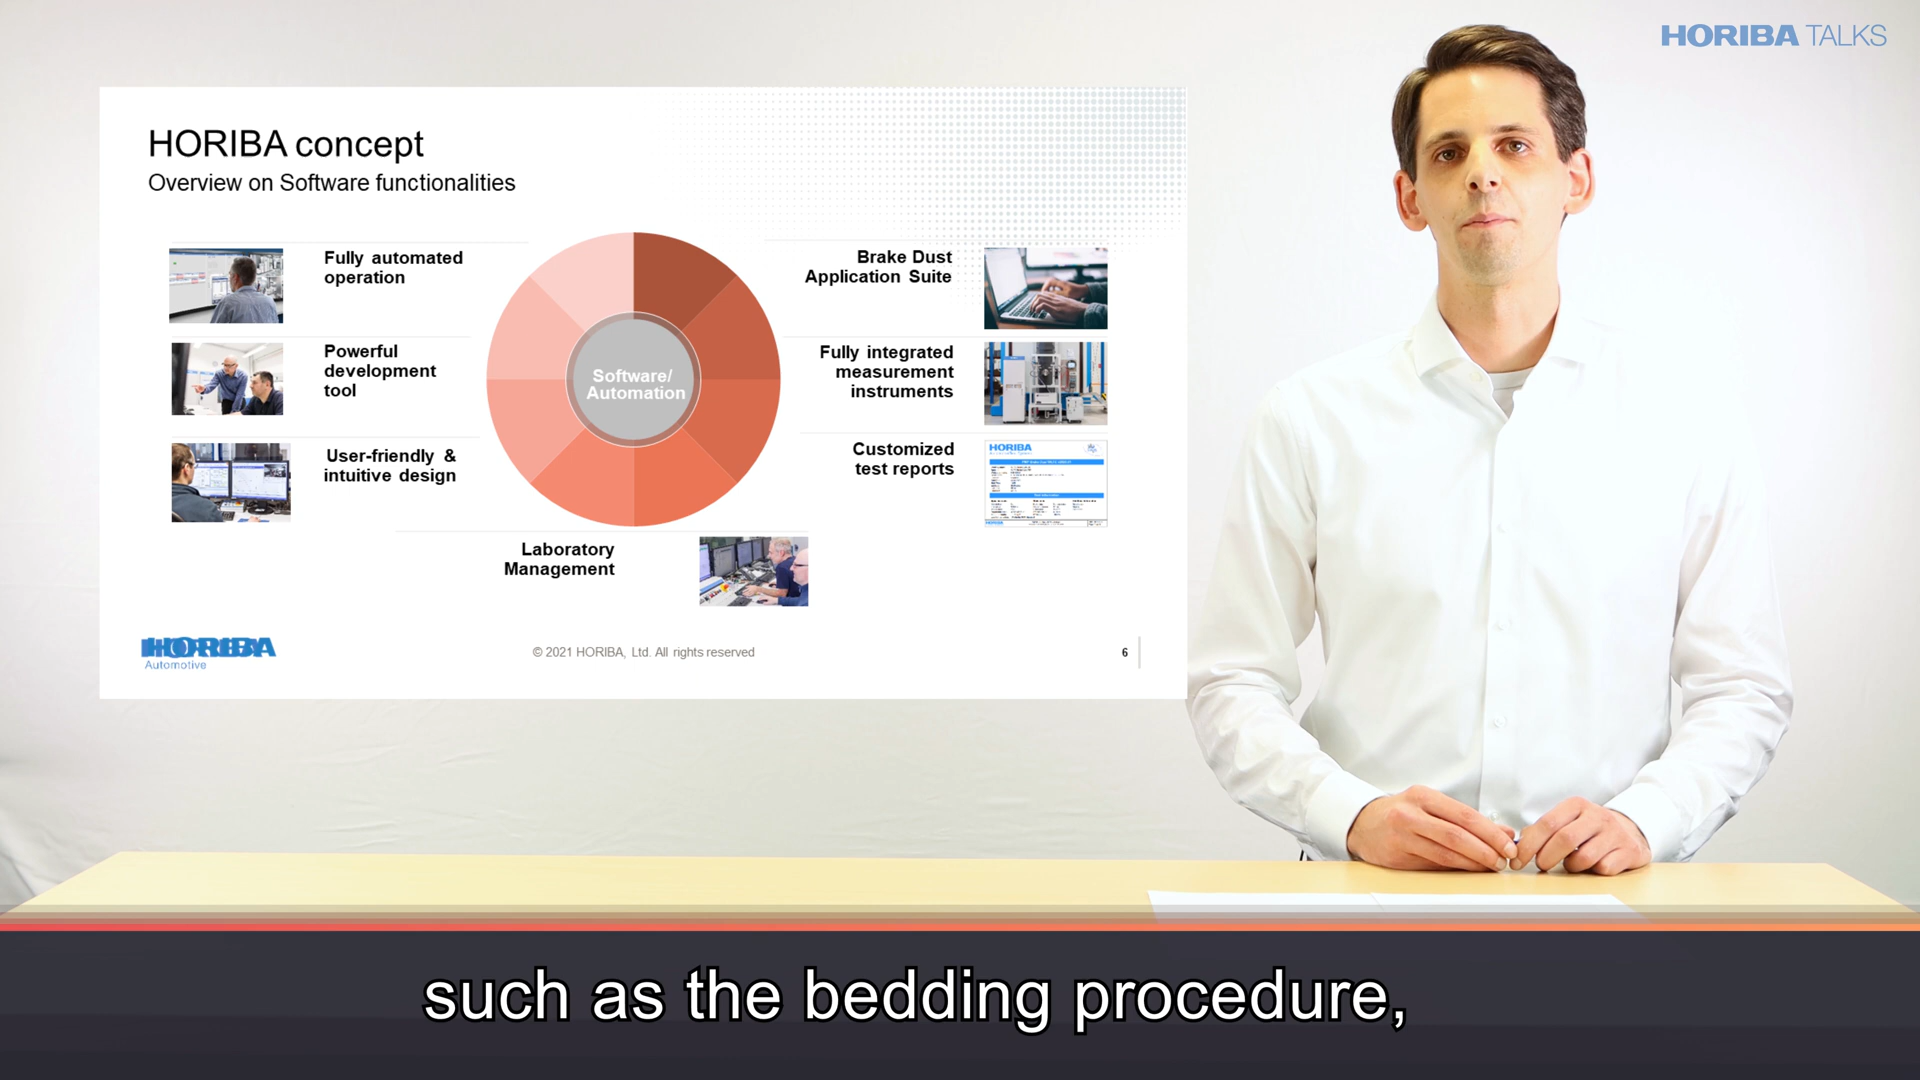 HORIBA TALKS
HORIBA concept
Overview on Software functionalities
Fully automated
operation
Powerful
development
tool
User-friendly &
intuitive design
Software/
Automation
Brake Dust
Application Suite
Fully integrated
measurement
instruments
Customized
test reports
HORIBA
Laboratory
Management
HORIBA
Automotive
© 2021 HORIBA, Ltd. All rights reserved
6
such as the bedding procedure,